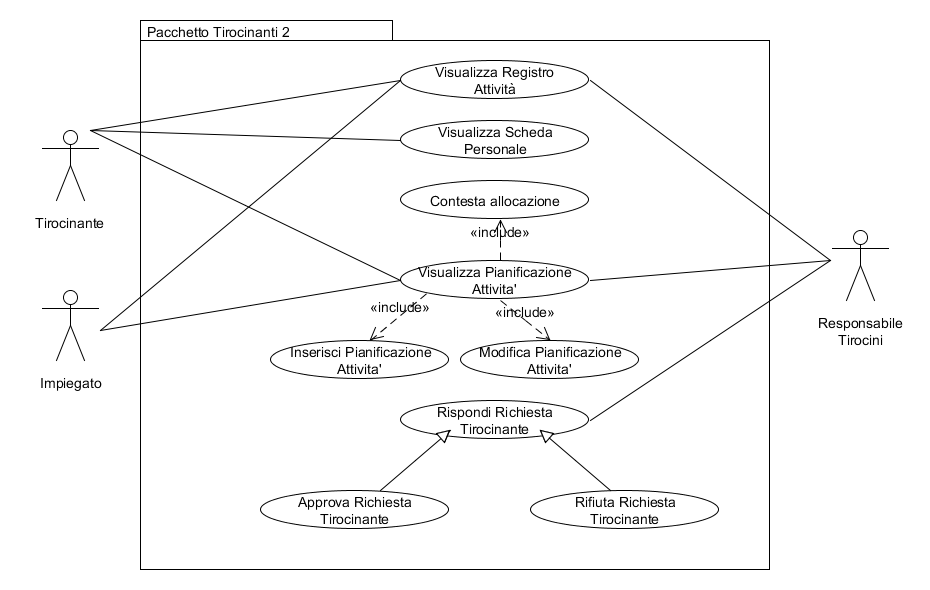 Pacchetto Tirocinanti 2
Visualizza Registro
Attività
Visualizza Scheda
Personale
Tirocinante
Contesta allocazione
«include»
Visualizza Pianificazione
Attivita'
«include»
«include»
Responsabile
Tirocini
Inserisci Pianificazione
Attivita'
Modifica Pianificazione
Attivita'
Impiegato
Rispondi Richiesta
Tirocinante
Approva Richiesta
Tirocinante
Rifiuta Richiesta
Tirocinante